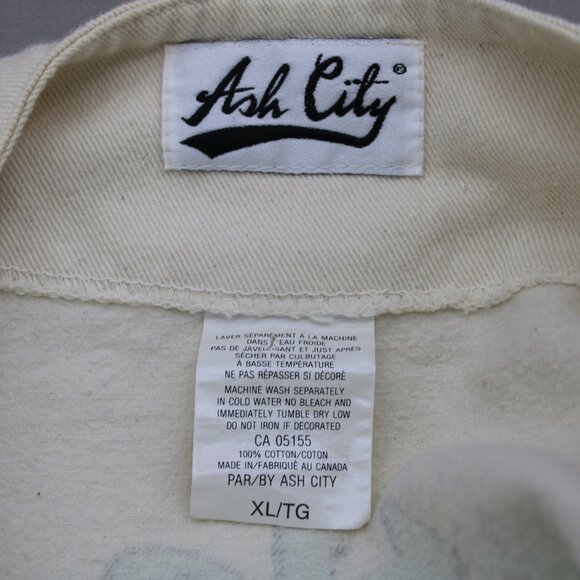 Ash City®
LAVER SÉPARÉMENT À LA MACHINE
DANS L'EAU FROIDE
PAS DE JAVELLISANT ET JUST APRÈS
SÉCHER PAR CULBUTAGE
À BASSE TEMPÉRATURE
NE PAS RÉPASSER SI DÉCORÉ
MACHINE WASH SEPARATELY
IN COLD WATER NO BLEACH AND
IMMEDIATELY TUMBLE DRY LOW
DO NOT IRON IF DECORATED
CA 05155
100% COTTON/COTON
MADE IN/FABRIQUÉ AU CANADA
PAR/BY ASH CITY
XL/TG